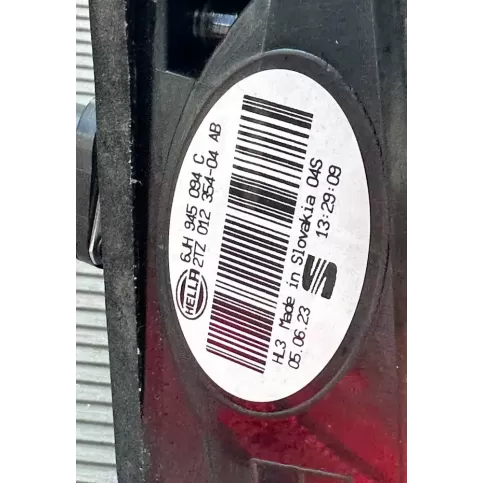 HELLA
6JH 945 094 C
2TZ 012 354-04 AB
HL3 Made in Slovakia 04S
05.06.23
13:29:09